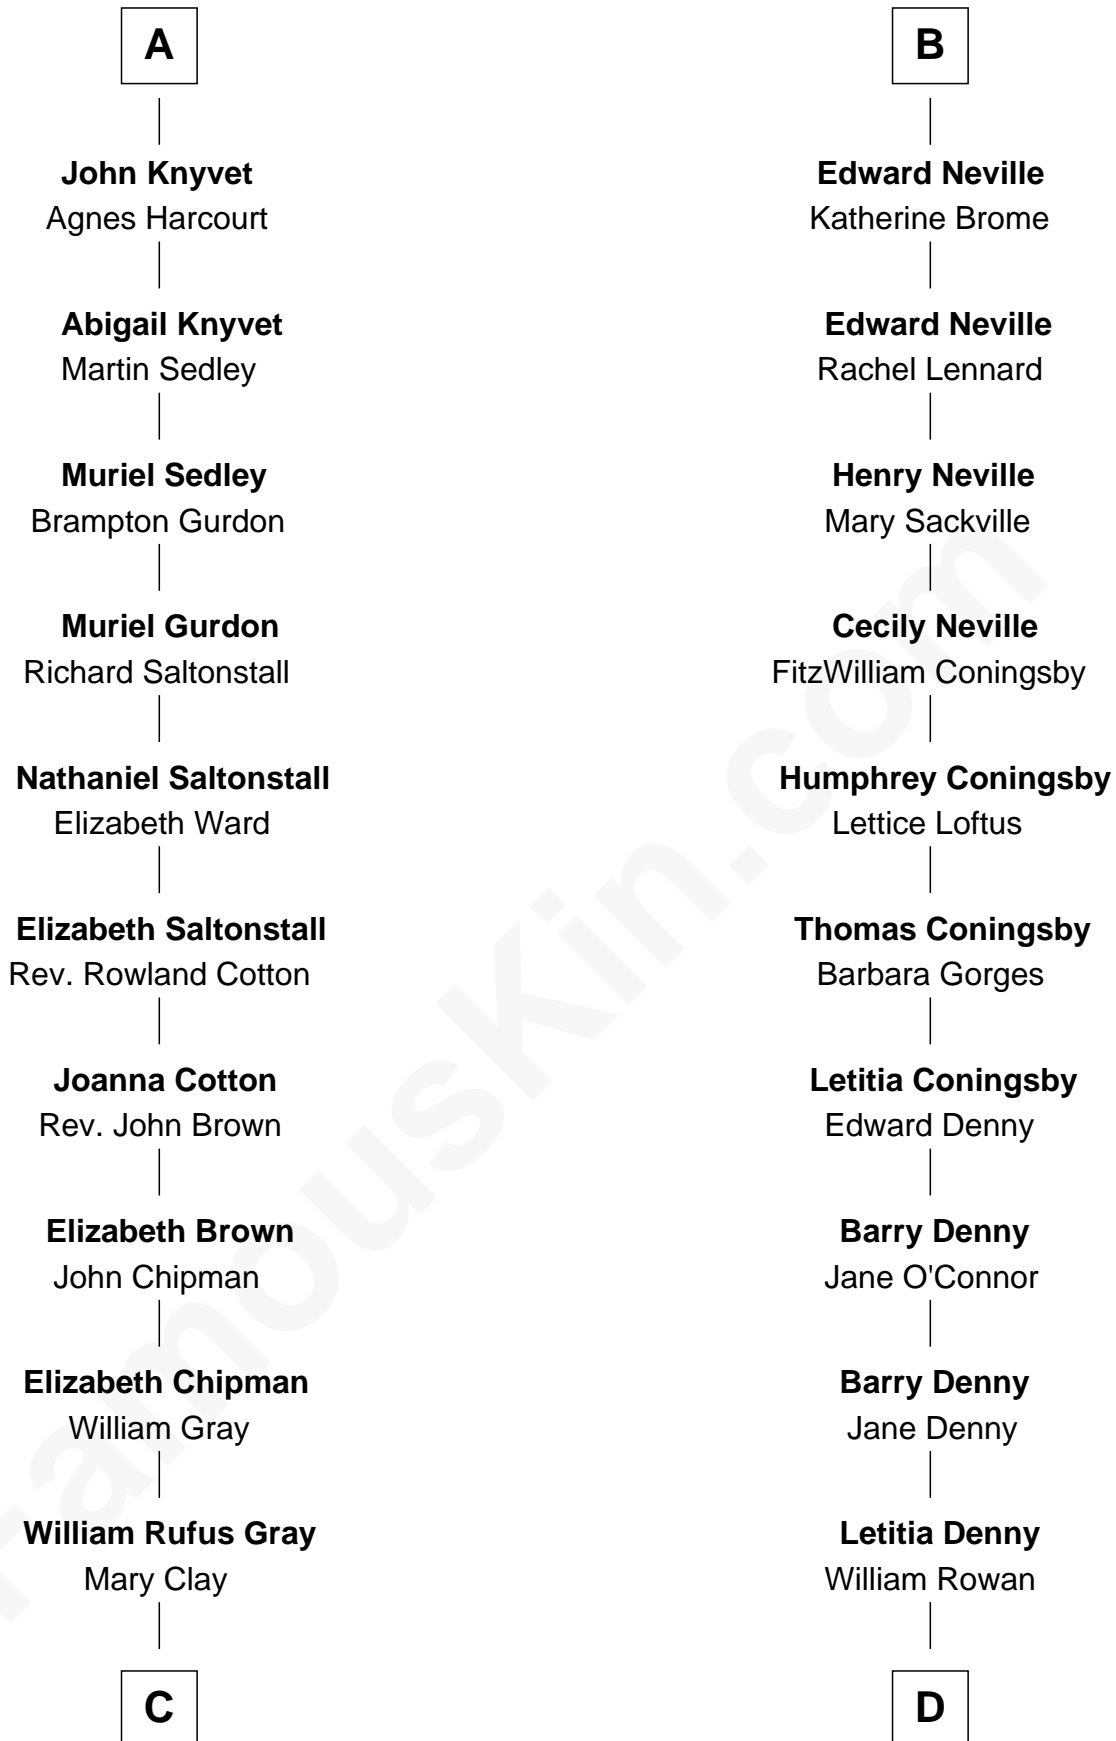 A
John Knyvet
Agnes Harcourt
Abigail Knyvet
Martin Sedley
Muriel Sedley
Brampton Gurdon
Muriel Gurdon
Richard Saltonstall
Nathaniel Saltonstall
Elizabeth Ward
Elizabeth Saltonstall
Rev. Rowland Cotton
Joanna Cotton
Rev. John Brown
Elizabeth Brown
John Chipman
Elizabeth Chipman
William Gray
William Rufus Gray
Mary Clay
C
B
Edward Neville
Katherine Brome
Edward Neville
Rachel Lennard
Henry Neville
Mary Sackville
Cecily Neville
FitzWilliam Coningsby
Humphrey Coningsby
Lettice Loftus
Thomas Coningsby
Barbara Gorges
Letitia Coningsby
Edward Denny
Barry Denny
Jane O'Connor
Barry Denny
Jane Denny
Letitia Denny
William Rowan
D
FamousKin.com